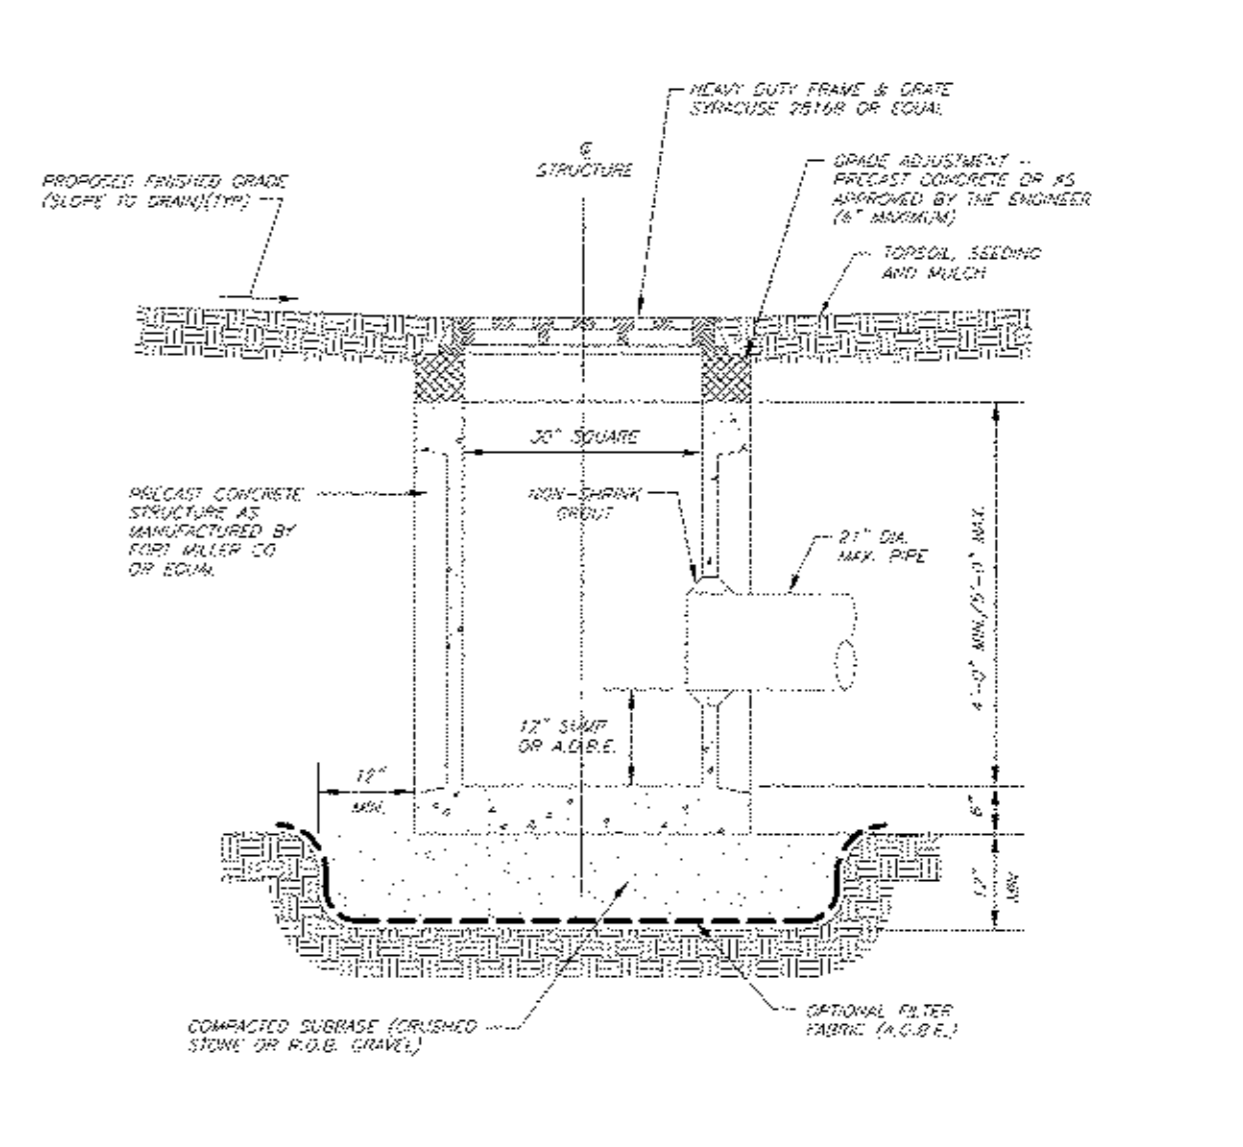 HEAVY DUTY FRAME & GRATE
SYRACUSE 2816B OR EQUAL
℄
STRUCTURE
GRADE ADJUSTMENT -
PRECAST CONCRETE OR AS
APPROVED BY THE ENGINEER
(6" MAXIMUM)
PROPOSED FINISHED GRADE
(SLOPE TO DRAIN)(TYP)
TOPSOIL, SEEDING
AND MULCH
30" SQUARE
PRECAST CONCRETE
STRUCTURE AS
MANUFACTURED BY
FORT MILLER CO
OR EQUAL
NON-SHRINK
GROUT
21" DIA.
MAX. PIPE
4'-0" MIN./5'-0" MAX.
12" SUMP
OR A.O.B.E.
12"
MIN.
6"
12"
MIN.
COMPACTED SUBBASE (CRUSHED
STONE OR R.O.B. GRAVEL)
OPTIONAL FILTER
FABRIC (A.O.B.E.)